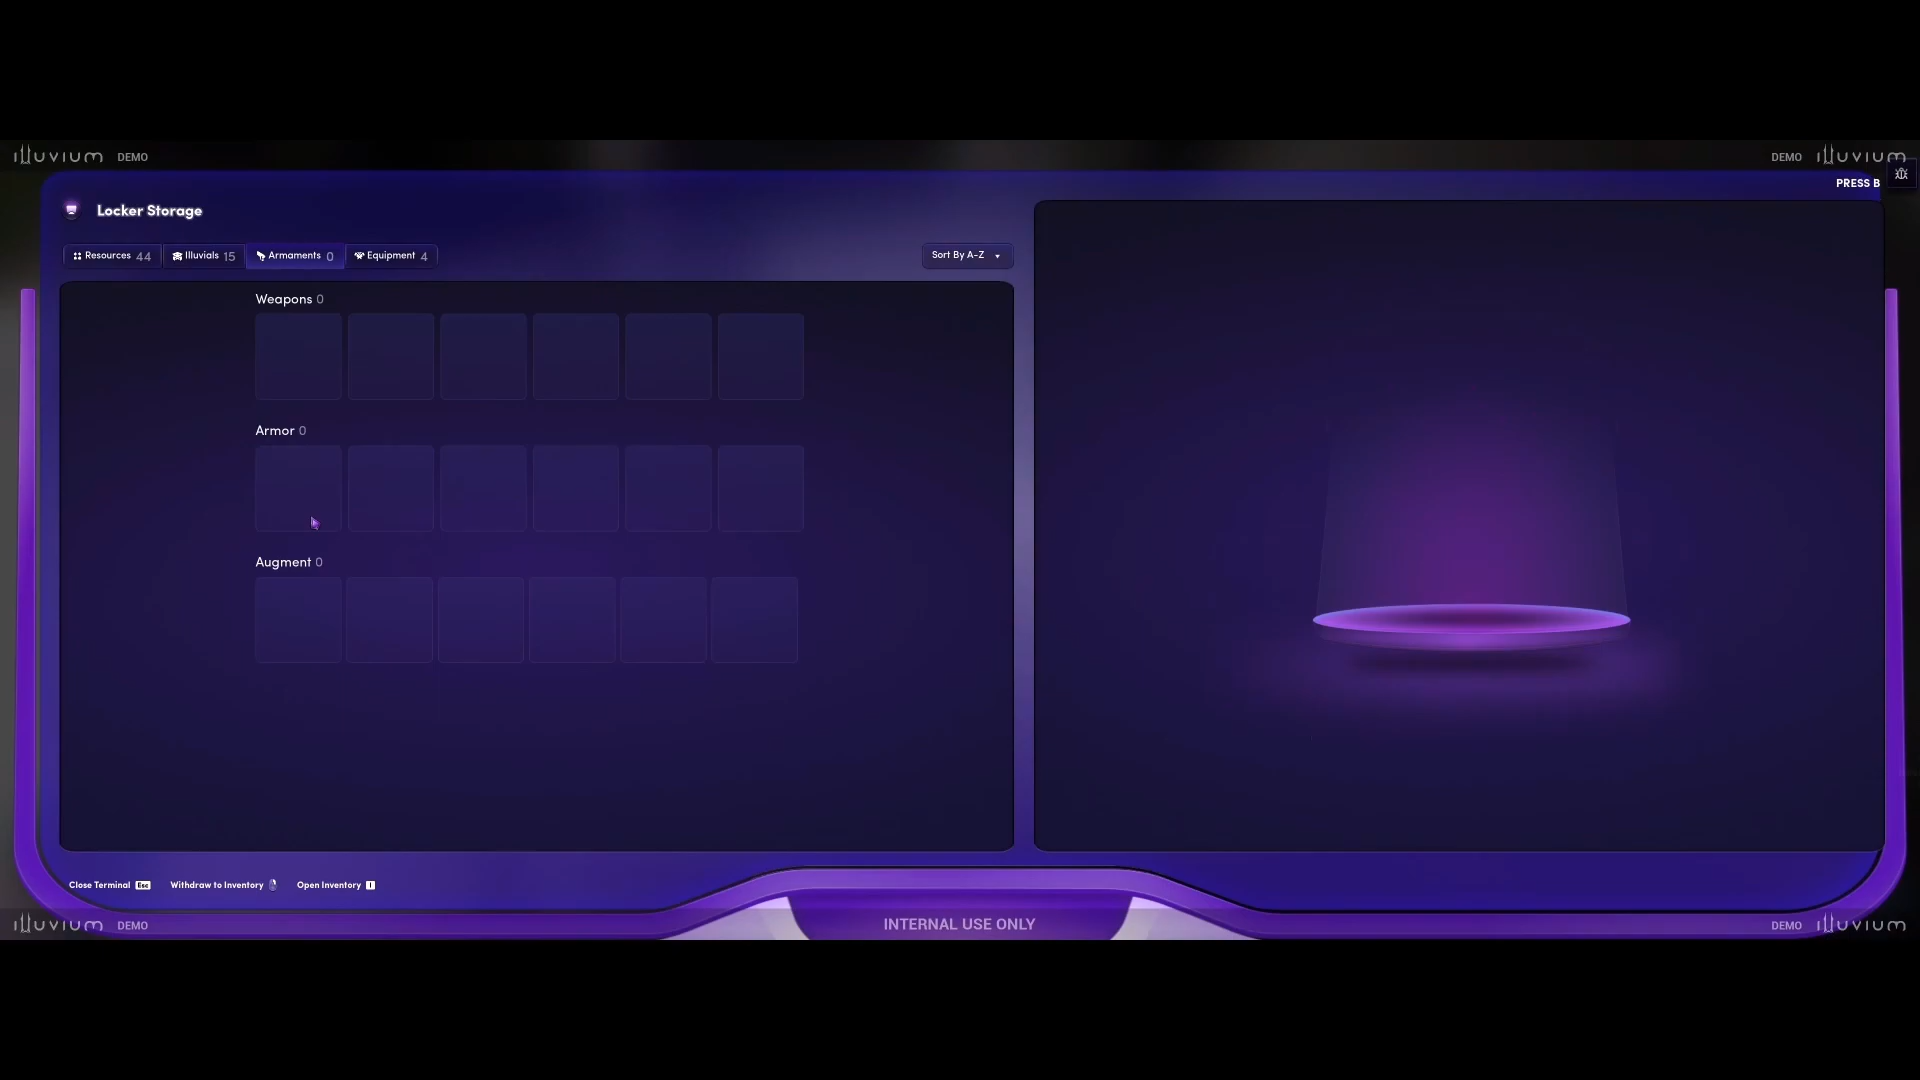 illuvium DEMO
DEMO illuvium
PRESS B
Locker Storage
Resources 44
Illuvials 15
Armaments 0
Equipment 4
Sort By A-Z
Weapons 0
Armor 0
Augment 0
Close Terminal Esc
Withdraw to Inventory
Open Inventory I
illuvium DEMO
INTERNAL USE ONLY
DEMO illuvium